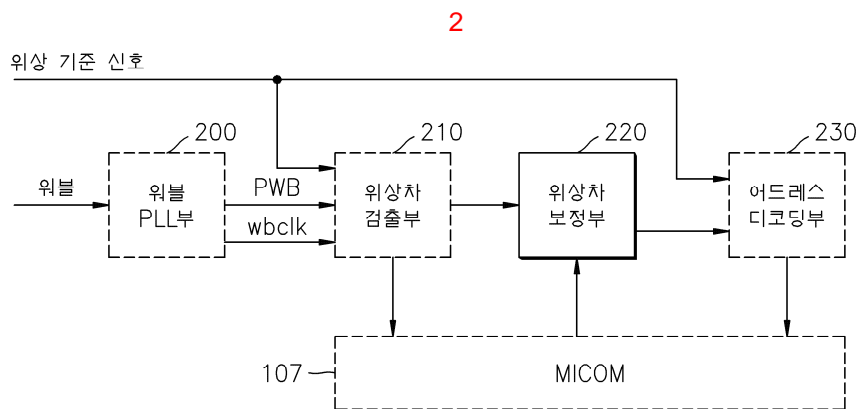 2
위상 기준 신호
200
210
220
230
워블
워블
PLL부
PWB
wbclk
위상차
검출부
위상차
보정부
어드레스
디코딩부
107
MICOM